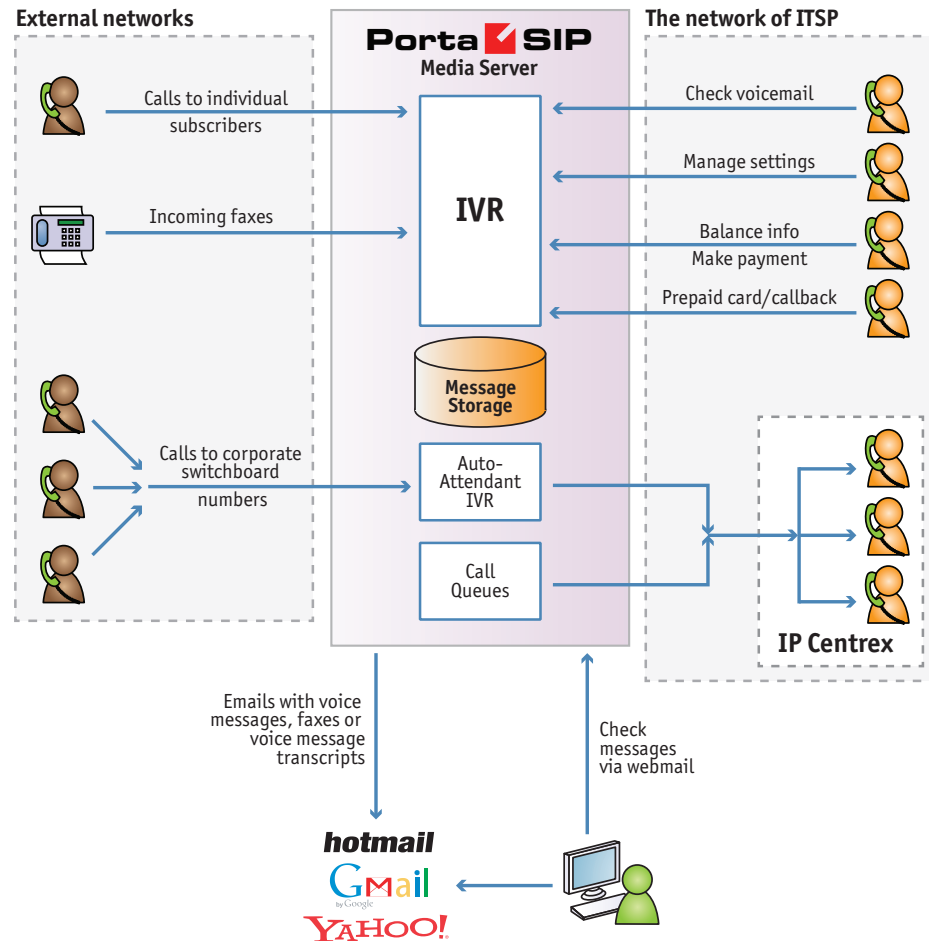 External networks
Porta SIP
Media Server
The network of ITSP
Calls to individual
subscribers
Incoming faxes
IVR
Check voicemail
Manage settings
Balance info
Make payment
Prepaid card/callback
Message
Storage
Calls to corporate
switchboard
numbers
Auto-
Attendant
IVR
Call
Queues
IP Centrex
Emails with voice
messages, faxes or
voice message
transcripts
Check
messages
via webmail
hotmail
GMail
by Google
YAHOO!